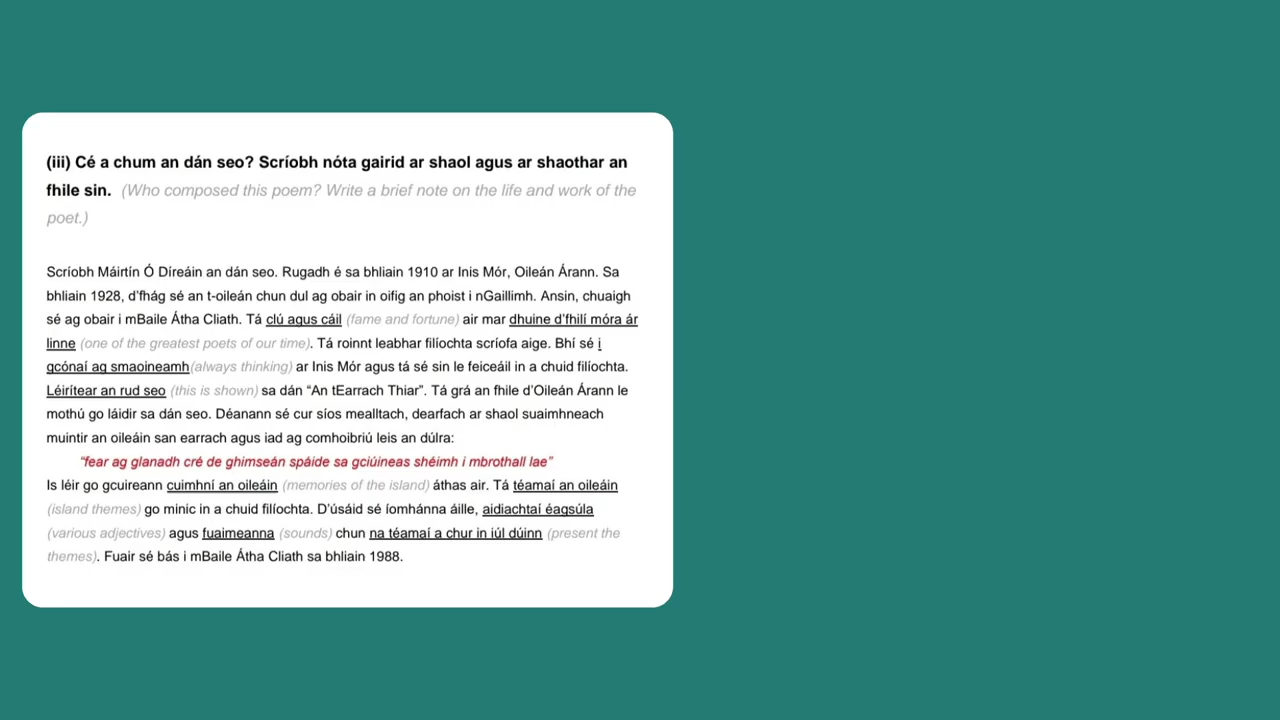 (iii) Cé a chum an dán seo? Scríobh nóta gairid ar shaol agus ar shaothar an
fhile sin. (Who composed this poem? Write a brief note on the life and work of the
poet.)
Scríobh Máirtín Ó Díreáin an dán seo. Rugadh é sa bhliain 1910 ar Inis Mór, Oileán Árann. Sa
bhliain 1928, d'fhág sé an t-oileán chun dul ag obair in oifig an phoist i nGaillimh. Ansin, chuaigh
sé ag obair i mBaile Átha Cliath. Tá clú agus cáil (fame and fortune) air mar dhuine d'fhilí móra ár
linne (one of the greatest poets of our time). Tá roinnt leabhar filíochta scríofa aige. Bhí sé i
gcónaí ag smaoineamh(always thinking) ar Inis Mór agus tá sé sin le feiceáil in a chuid filíochta.
Léirítear an rud seo (this is shown) sa dán “An tEarrach Thiar”. Tá grá an fhile d'Oileán Árann le
mothú go láidir sa dán seo. Déanann sé cur síos mealltach, dearfach ar shaol suaimhneach
muintir an oileáin san earrach agus iad ag comhoibriú leis an dúlra:
“fear ag glanadh cré de ghimseán spáide sa gciúineas shéimh i mbrothall lae”
Is léir go gcuireann cuimhní an oileáin (memories of the island) áthas air. Tá téamaí an oileáin
(island themes) go minic in a chuid filíochta. D'úsáid sé íomhánna áille, aidiachtaí éagsúla
(various adjectives) agus fuaimeanna (sounds) chun na téamaí a chur in iúl dúinn (present the
themes). Fuair sé bás i mBaile Átha Cliath sa bhliain 1988.